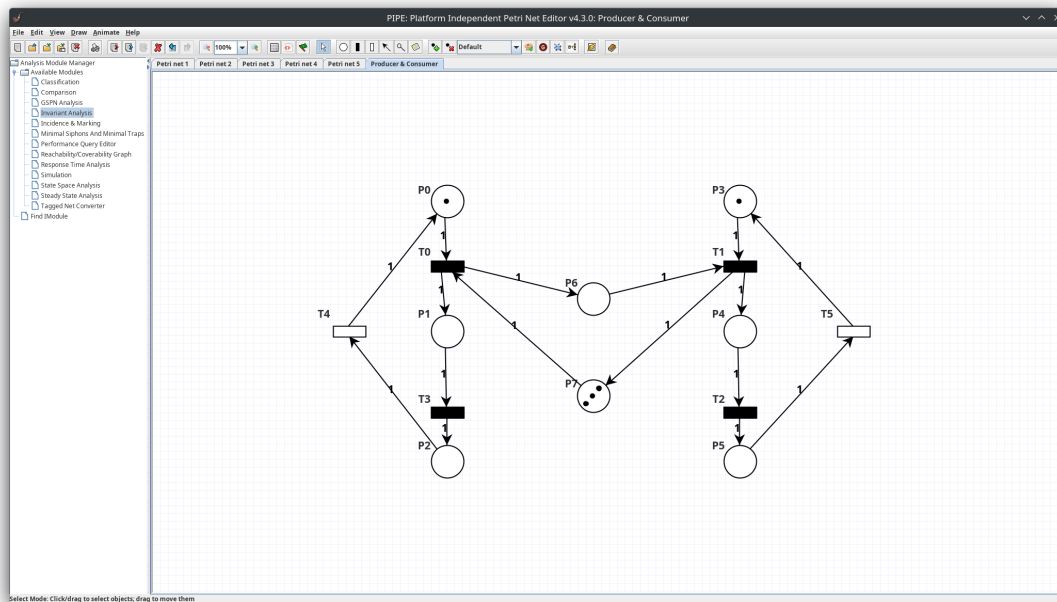 PIPE: Platform Independent Petri Net Editor v4.3.0: Producer & Consumer
File Edit View Draw Animate Help
100% Default
Analysis Module Manager
Available Modules
Classification
Comparison
GSPN Analysis
Invariant Analysis
Incidence & Marking
Minimal Siphons And Minimal Traps
Performance Query Editor
Reachability/Coverability Graph
Response Time Analysis
Simulation
State Space Analysis
Steady State Analysis
Tagged Net Converter
Find IModule
Petri net 1 Petri net 2 Petri net 3 Petri net 4 Petri net 5 Producer & Consumer
P0 P3
1 1
T0 T1
1 1 1 1
P6
1 1
T4 P1 P4 T5
1 1
P7
1 1
1 1
T3 T2
1 1
P2 P5
Select Mode: Click/drag to select objects; drag to move them